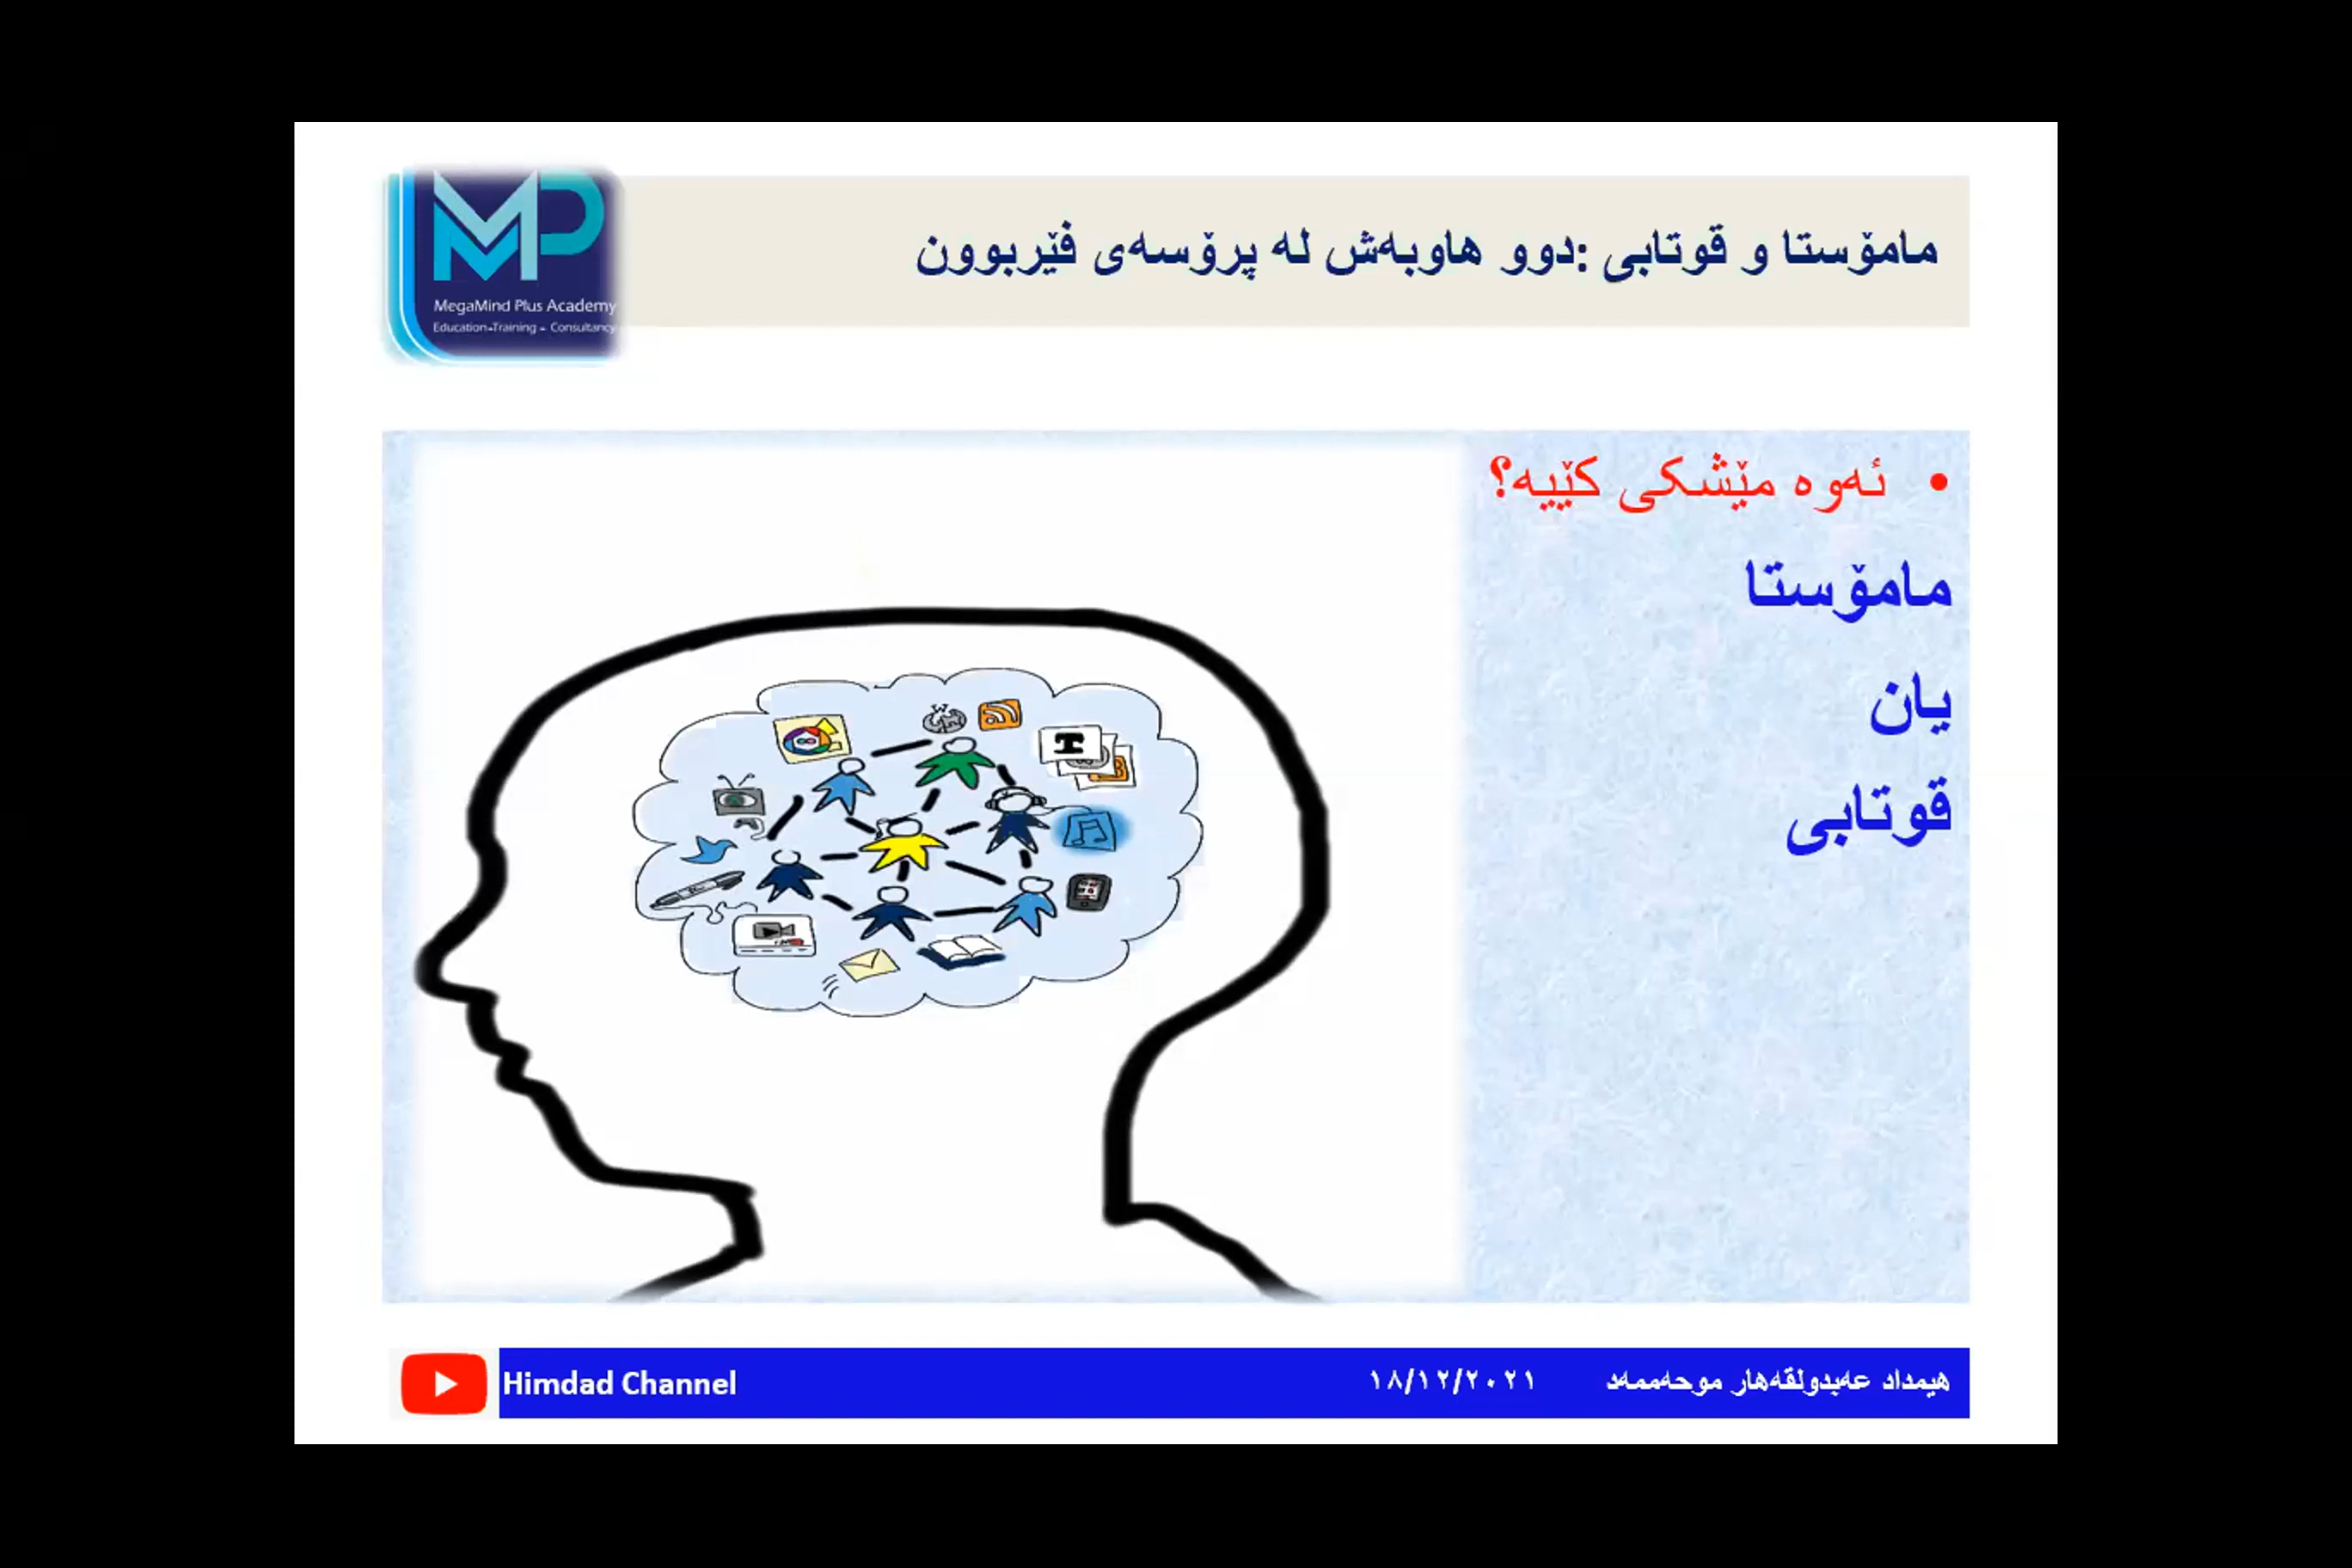 مامۆستا و قوتابی :دوو هاوبەش لە پرۆسەی فێربوون
MegaMind Plus Academy
Education-Training - Consultancy
• ئەوە مێشکی کێییە؟
مامۆستا
یان
قوتابی
T
Himdad Channel
١٨/١٢/٢٠٢١
هیمداد عەبدولقەهار موحەممەد